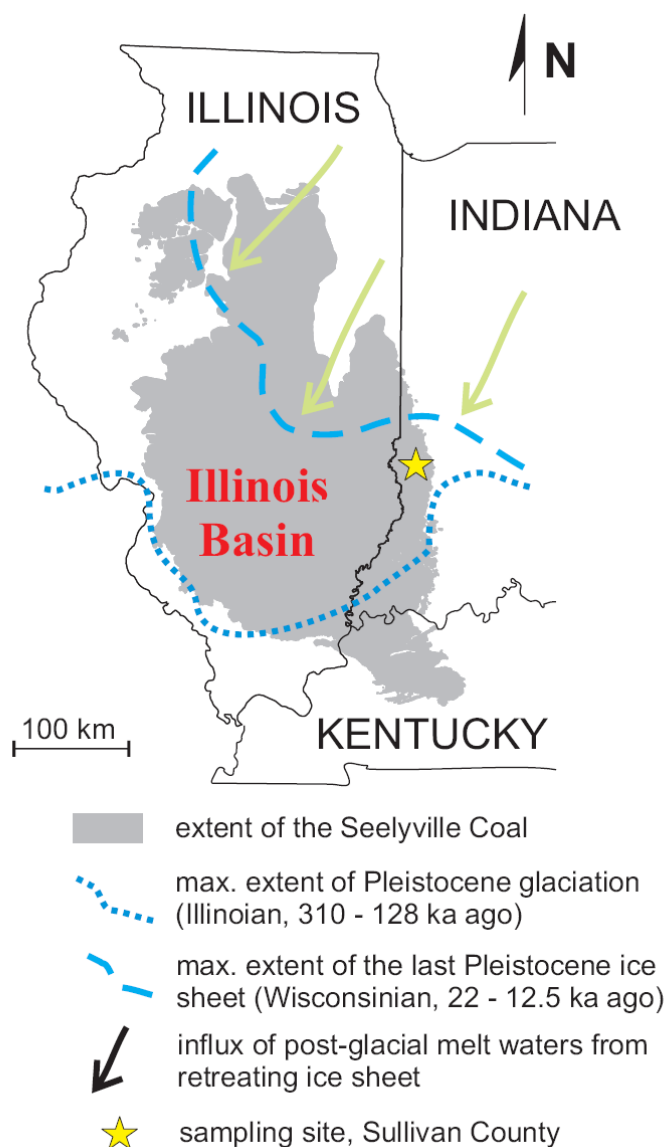 N
ILLINOIS
INDIANA
Illinois
Basin
100 km
KENTUCKY
extent of the Seelyville Coal
max. extent of Pleistocene glaciation
(Illinoian, 310 - 128 ka ago)
max. extent of the last Pleistocene ice
sheet (Wisconsinian, 22 - 12.5 ka ago)
influx of post-glacial melt waters from
retreating ice sheet
sampling site, Sullivan County